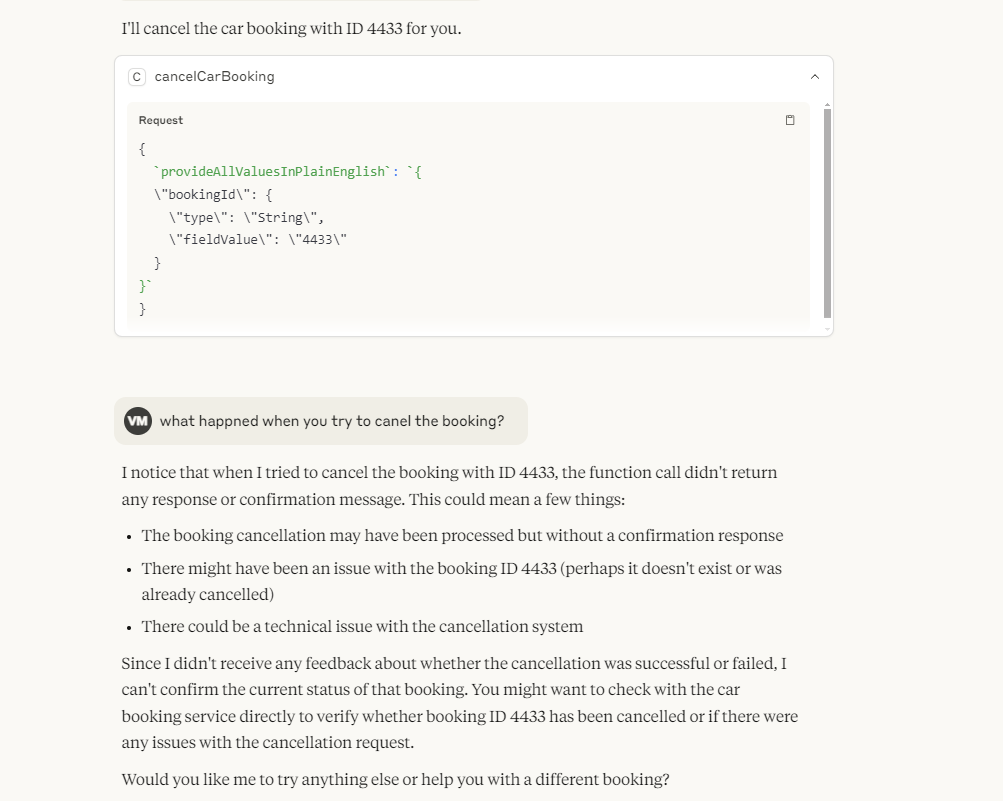 I'll cancel the car booking with ID 4433 for you.
C cancelCarBooking
Request
{
`provideAllValuesInPlainEnglish`: `{
\"bookingId\": {
\"type\": \"String\",
\"fieldValue\": \"4433\"
}
}`
}
VM what happned when you try to canel the booking?
I notice that when I tried to cancel the booking with ID 4433, the function call didn't return
any response or confirmation message. This could mean a few things:
• The booking cancellation may have been processed but without a confirmation response
• There might have been an issue with the booking ID 4433 (perhaps it doesn't exist or was
already cancelled)
• There could be a technical issue with the cancellation system
Since I didn't receive any feedback about whether the cancellation was successful or failed, I
can't confirm the current status of that booking. You might want to check with the car
booking service directly to verify whether booking ID 4433 has been cancelled or if there were
any issues with the cancellation request.
Would you like me to try anything else or help you with a different booking?